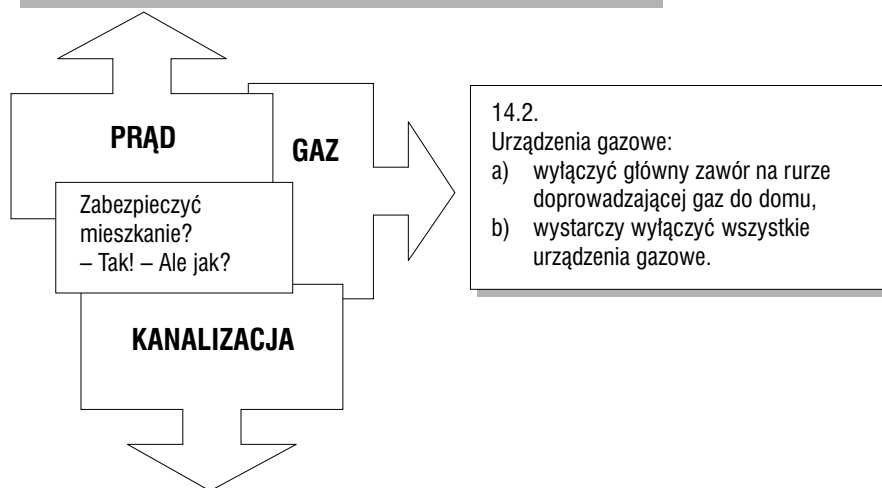 PRĄD
GAZ
Zabezpieczyć
mieszkanie?
– Tak! – Ale jak?
KANALIZACJA
14.2.
Urządzenia gazowe:
a) wyłączyć główny zawór na rurze
doprowadzającej gaz do domu,
b) wystarczy wyłączyć wszystkie
urządzenia gazowe.